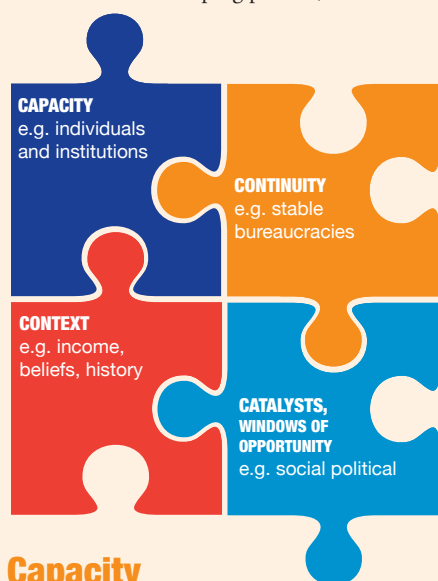 CAPACITY
e.g. individuals
and institutions
CONTINUITY
e.g. stable
bureaucracies
CONTEXT
e.g. income,
beliefs, history
CATALYSTS,
WINDOWS OF
OPPORTUNITY
e.g. social political
Capacity